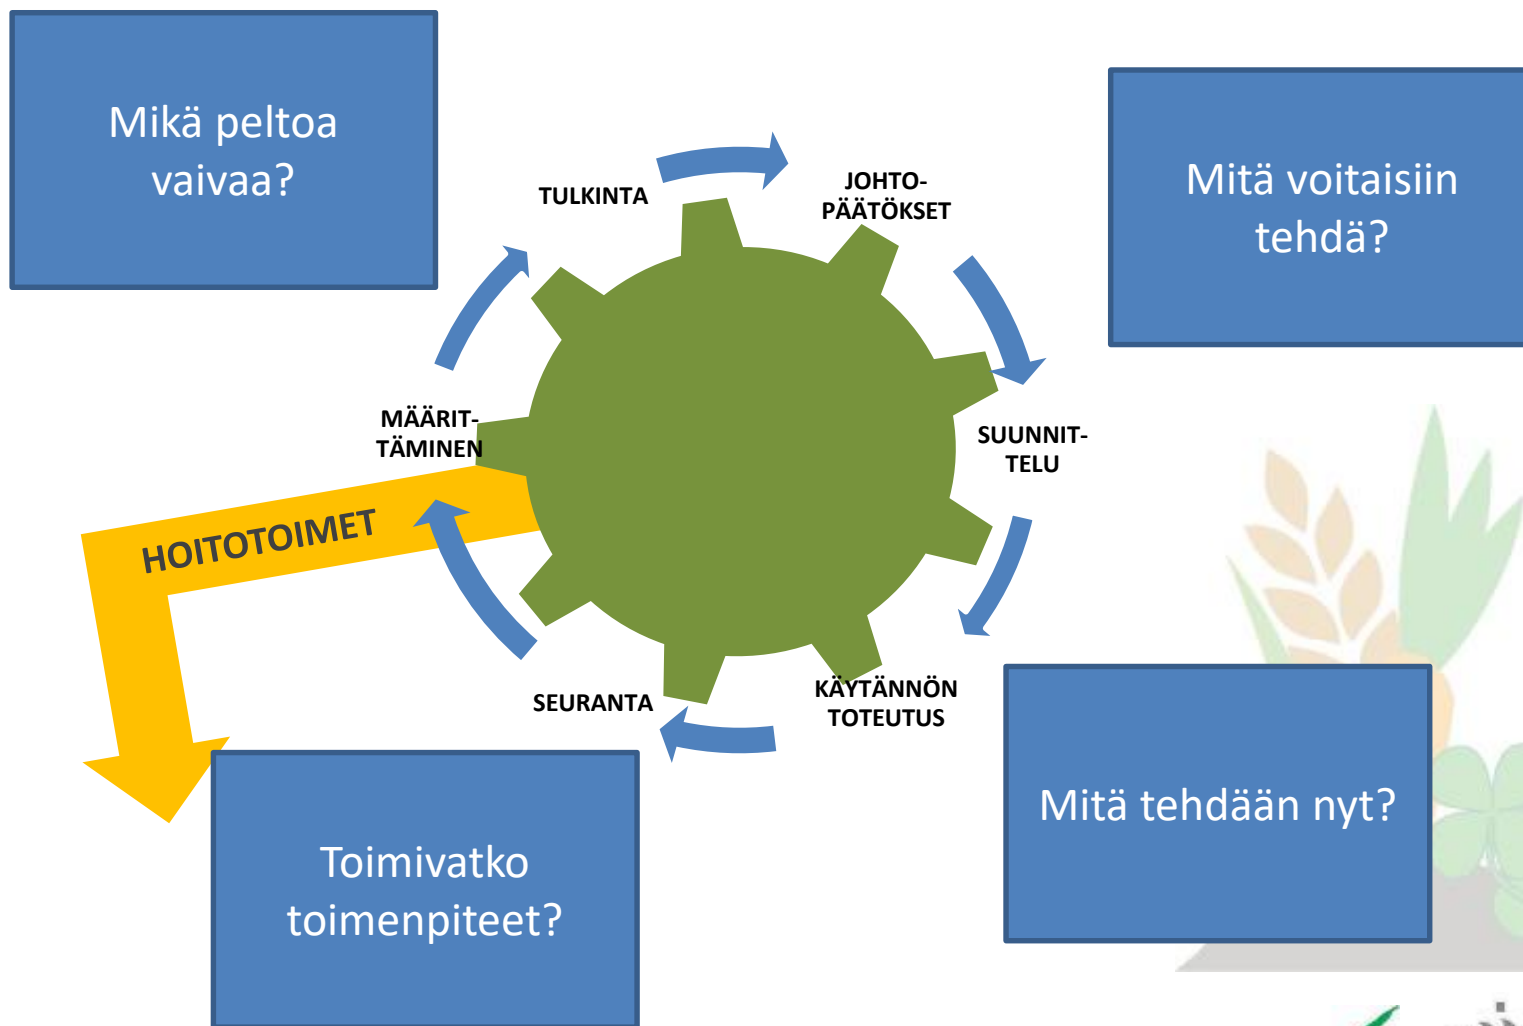 Mikä peltoa
vaivaa?
Mitä voitaisiin
tehdä?
TULKINTA
JOHTO-
PÄÄTÖKSET
MÄÄRIT-
TÄMINEN
SUUNNIT-
TELU
HOITOTOIMET
SEURANTA
KÄYTÄNNÖN
TOTEUTUS
Mitä tehdään nyt?
Toimivatko
toimenpiteet?